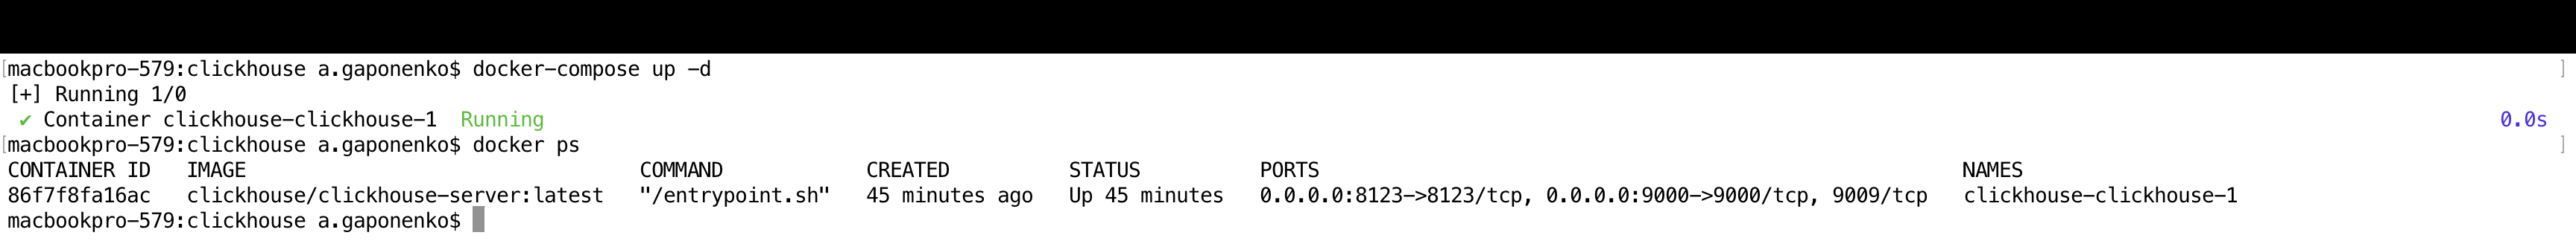 [macbookpro-579:clickhouse a.gaponenko$ docker-compose up -d ]
[+] Running 1/0
✔ Container clickhouse-clickhouse-1  Running 0.0s
[macbookpro-579:clickhouse a.gaponenko$ docker ps ]
CONTAINER ID   IMAGE                                 COMMAND            CREATED          STATUS          PORTS                                                        NAMES
86f7f8fa16ac   clickhouse/clickhouse-server:latest   "/entrypoint.sh"   45 minutes ago   Up 45 minutes   0.0.0.0:8123->8123/tcp, 0.0.0.0:9000->9000/tcp, 9009/tcp   clickhouse-clickhouse-1
macbookpro-579:clickhouse a.gaponenko$